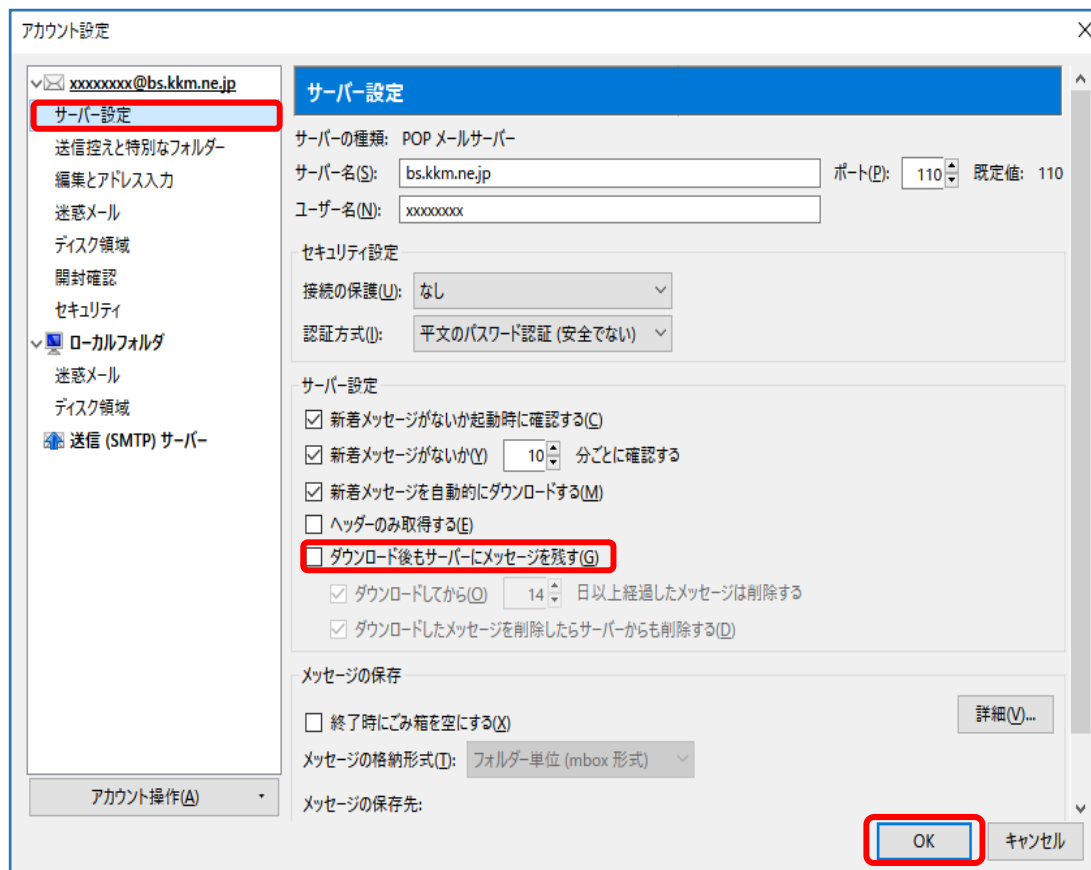 アカウント設定
xxxxxxxx@bs.kkm.ne.jp
サーバー設定
送信控えと特別なフォルダー
編集とアドレス入力
迷惑メール
ディスク領域
開封確認
セキュリティ
ローカルフォルダ
迷惑メール
ディスク領域
送信 (SMTP) サーバー
アカウント操作(A)
サーバー設定
サーバーの種類: POP メールサーバー
サーバー名(S): bs.kkm.ne.jp ポート(P): 110 既定値: 110
ユーザー名(N): xxxxxxxx
セキュリティ設定
接続の保護(U): なし
認証方式(I): 平文のパスワード認証 (安全でない)
サーバー設定
新着メッセージがないか起動時に確認する(C)
新着メッセージがないか(Y) 10 分ごとに確認する
新着メッセージを自動的にダウンロードする(M)
ヘッダーのみ取得する(E)
ダウンロード後もサーバーにメッセージを残す(G)
ダウンロードしてから(O) 14 日以上経過したメッセージは削除する
ダウンロードしたメッセージを削除したらサーバーからも削除する(D)
メッセージの保存
終了時にごみ箱を空にする(X) 詳細(V)...
メッセージの格納形式(T): フォルダー単位 (mbox 形式)
メッセージの保存先:
OK キャンセル